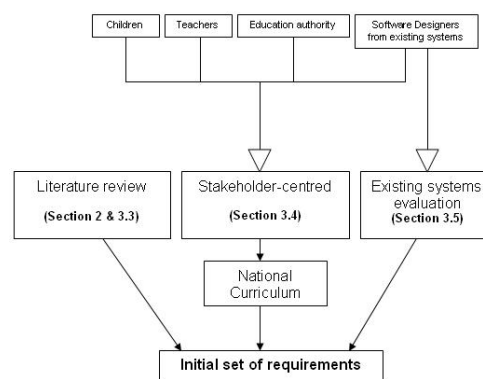 Children
Teachers
Education authority
Software Designers
from existing systems
Literature review
(Section 2 & 3.3)
Stakeholder-centred
(Section 3.4)
Existing systems
evaluation
(Section 3.5)
National
Curriculum
Initial set of requirements